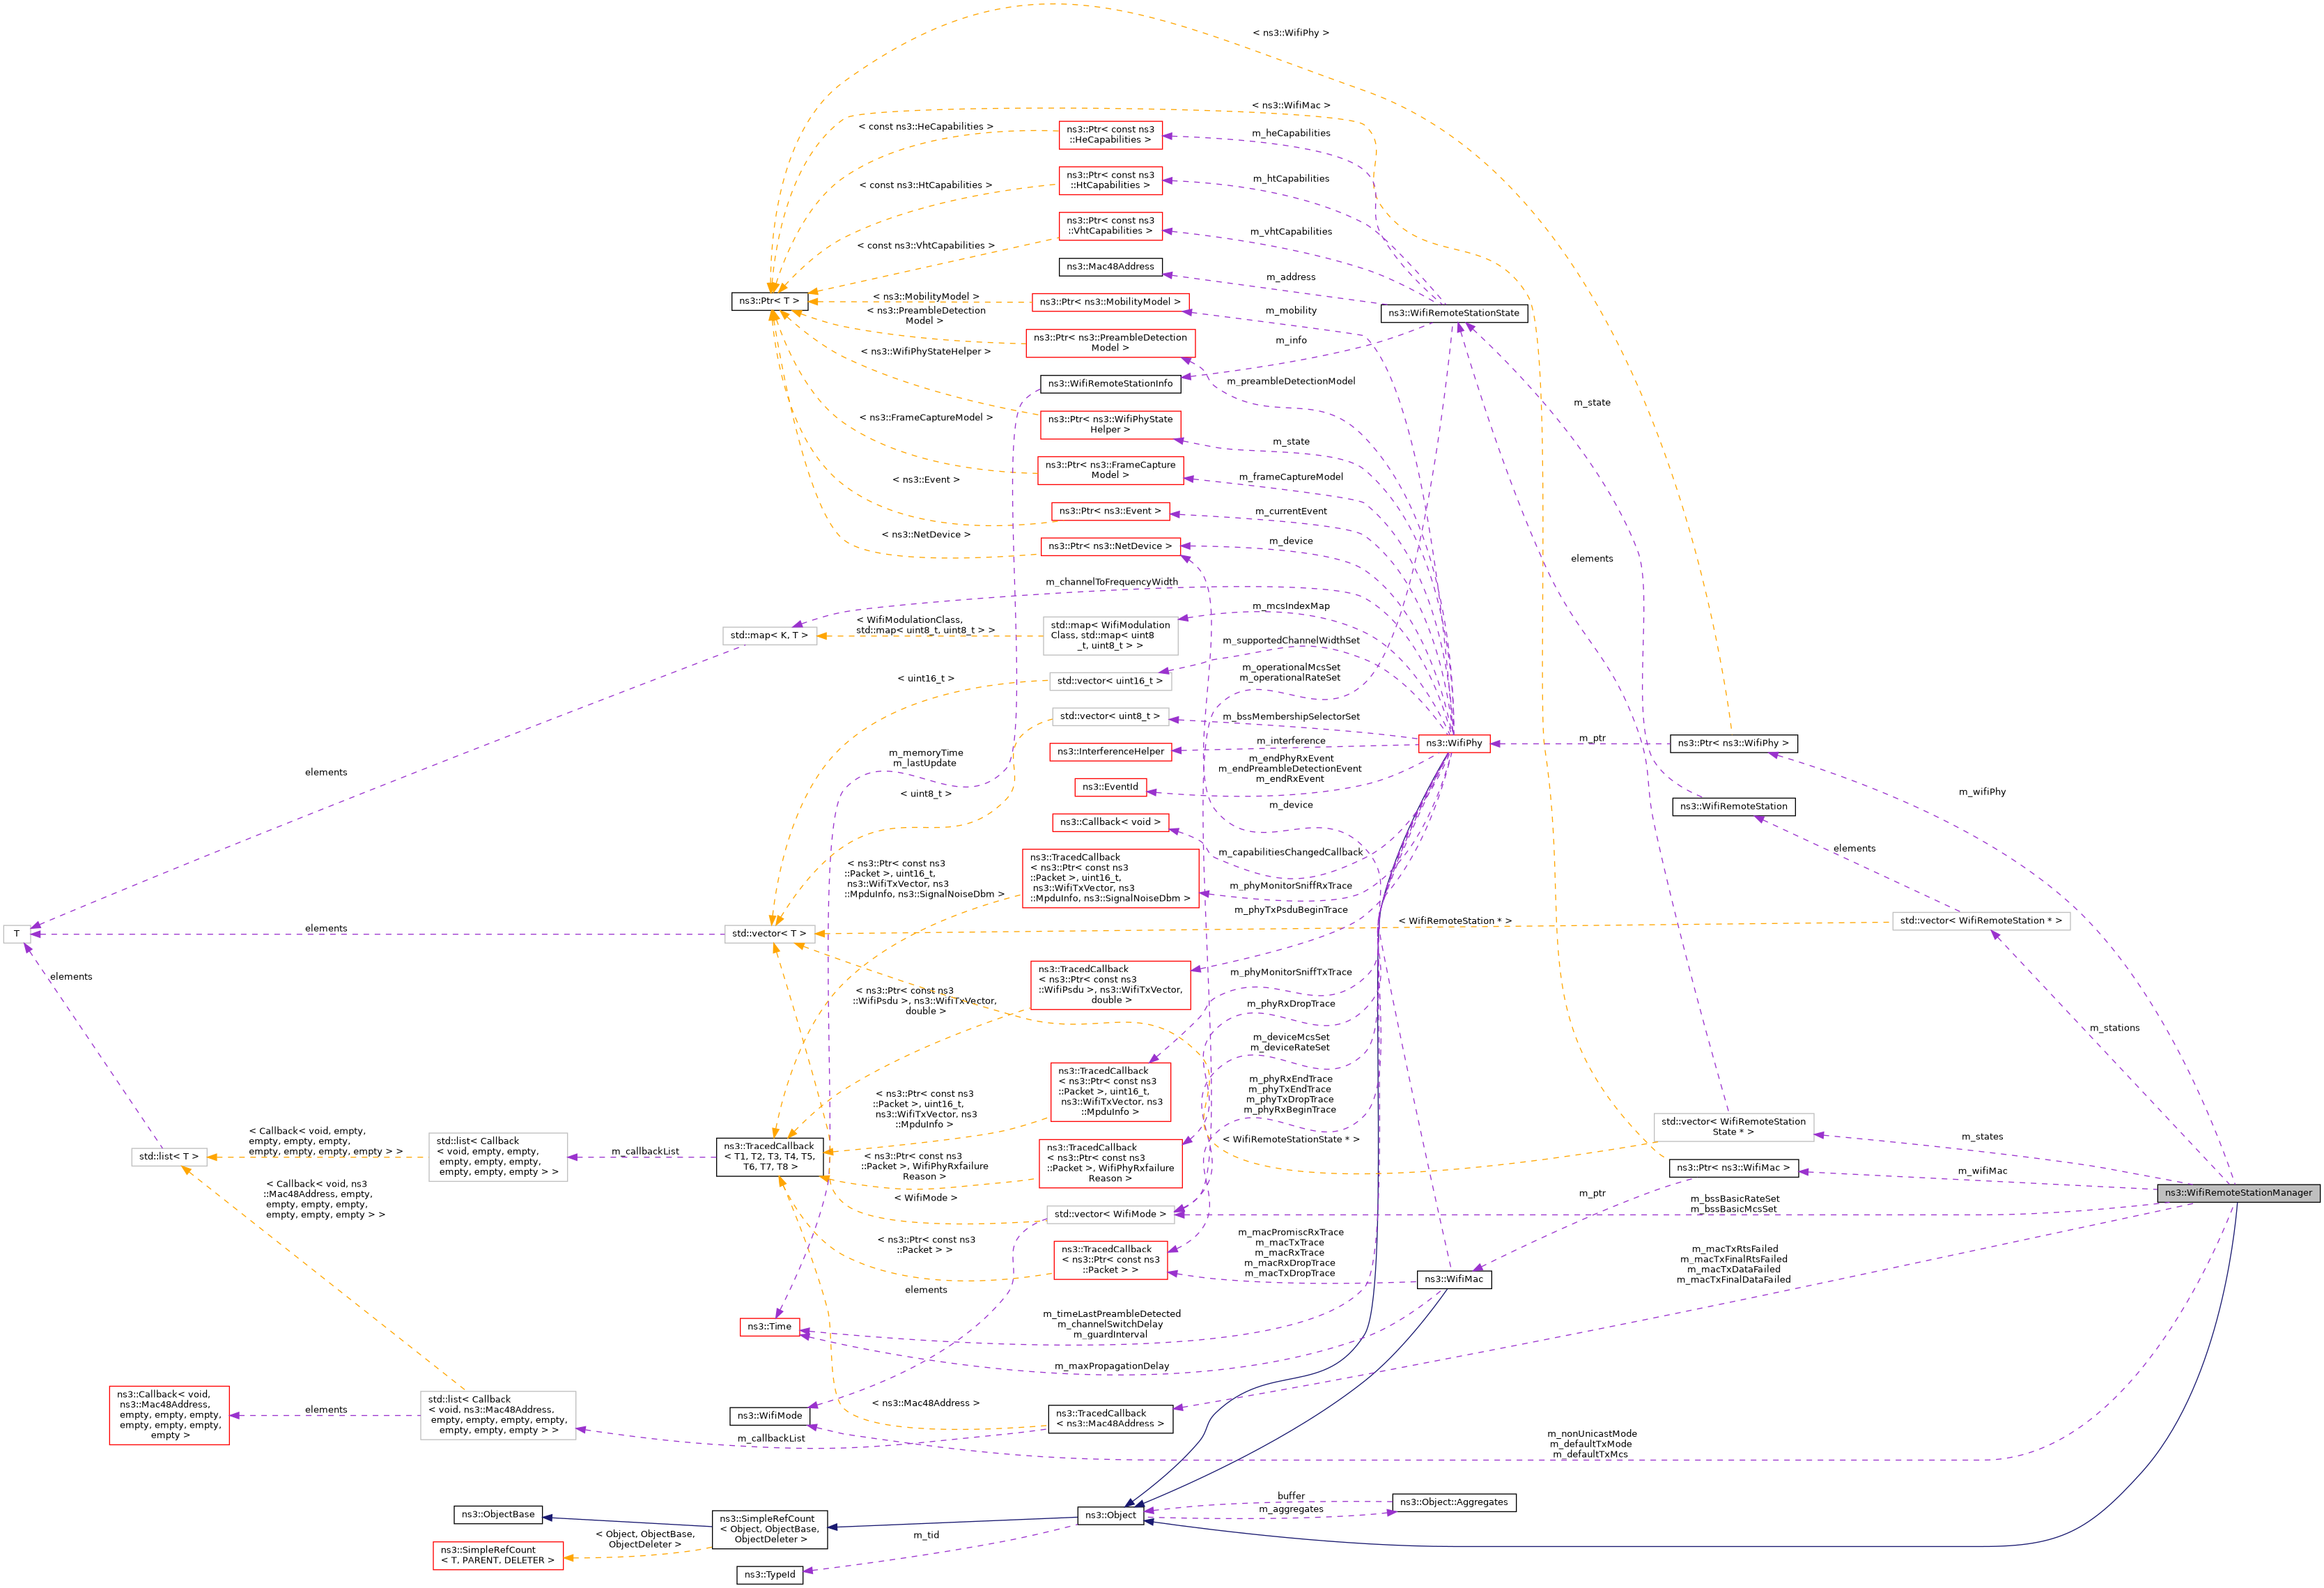 < ns3::WifiPhy >
< ns3::WifiMac >
< const ns3::HeCapabilities >
ns3::Ptr< const ns3
::HeCapabilities >
m_heCapabilities
< const ns3::HtCapabilities >
ns3::Ptr< const ns3
::HtCapabilities >
m_htCapabilities
< const ns3::VhtCapabilities >
ns3::Ptr< const ns3
::VhtCapabilities >
m_vhtCapabilities
ns3::Mac48Address
m_address
ns3::Ptr< T >
< ns3::MobilityModel >
ns3::Ptr< ns3::MobilityModel >
m_mobility
ns3::WifiRemoteStationState
< ns3::PreambleDetection
Model >
ns3::Ptr< ns3::PreambleDetection
Model >
m_info
< ns3::WifiPhyStateHelper >
ns3::WifiRemoteStationInfo
m_preambleDetectionModel
m_state
< ns3::FrameCaptureModel >
ns3::Ptr< ns3::WifiPhyState
Helper >
m_state
ns3::Ptr< ns3::FrameCapture
Model >
m_frameCaptureModel
< ns3::Event >
ns3::Ptr< ns3::Event >
m_currentEvent
< ns3::NetDevice >
ns3::Ptr< ns3::NetDevice >
m_device
elements
m_channelToFrequencyWidth
std::map< K, T >
< WifiModulationClass,
std::map< uint8_t, uint8_t > >
std::map< WifiModulation
Class, std::map< uint8
_t, uint8_t > >
m_mcsIndexMap
m_supportedChannelWidthSet
< uint16_t >
std::vector< uint16_t >
m_operationalMcsSet
m_operationalRateSet
std::vector< uint8_t >
m_bssMembershipSelectorSet
m_memoryTime
m_lastUpdate
ns3::InterferenceHelper
m_interference
ns3::WifiPhy
m_ptr
ns3::Ptr< ns3::WifiPhy >
elements
< uint8_t >
ns3::EventId
m_endPhyRxEvent
m_endPreambleDetectionEvent
m_endRxEvent
m_wifiPhy
m_device
ns3::WifiRemoteStation
ns3::Callback< void >
m_capabilitiesChangedCallback
elements
< ns3::Ptr< const ns3
::Packet >, uint16_t,
ns3::WifiTxVector, ns3
::MpduInfo, ns3::SignalNoiseDbm >
ns3::TracedCallback
< ns3::Ptr< const ns3
::Packet >, uint16_t,
ns3::WifiTxVector, ns3
::MpduInfo, ns3::SignalNoiseDbm >
m_phyMonitorSniffRxTrace
m_phyTxPsduBeginTrace
< WifiRemoteStation * >
std::vector< WifiRemoteStation * >
T
elements
std::vector< T >
elements
< ns3::Ptr< const ns3
::WifiPsdu >, ns3::WifiTxVector,
double >
ns3::TracedCallback
< ns3::Ptr< const ns3
::WifiPsdu >, ns3::WifiTxVector,
double >
m_phyMonitorSniffTxTrace
m_phyRxDropTrace
m_stations
m_deviceMcsSet
m_deviceRateSet
< ns3::Ptr< const ns3
::Packet >, uint16_t,
ns3::WifiTxVector, ns3
::MpduInfo >
ns3::TracedCallback
< ns3::Ptr< const ns3
::Packet >, uint16_t,
ns3::WifiTxVector, ns3
::MpduInfo >
m_phyRxEndTrace
m_phyTxEndTrace
m_phyTxDropTrace
m_phyRxBeginTrace
std::vector< WifiRemoteStation
State * >
m_states
< Callback< void, empty,
empty, empty, empty,
empty, empty, empty, empty > >
std::list< T >
std::list< Callback
< void, empty, empty,
empty, empty, empty,
empty, empty, empty > >
m_callbackList
ns3::TracedCallback
< T1, T2, T3, T4, T5,
T6, T7, T8 >
< ns3::Ptr< const ns3
::Packet >, WifiPhyRxfailure
Reason >
ns3::TracedCallback
< ns3::Ptr< const ns3
::Packet >, WifiPhyRxfailure
Reason >
< WifiRemoteStationState * >
ns3::Ptr< ns3::WifiMac >
m_wifiMac
ns3::WifiRemoteStationManager
< Callback< void, ns3
::Mac48Address, empty,
empty, empty, empty,
empty, empty, empty > >
< WifiMode >
std::vector< WifiMode >
m_ptr
m_bssBasicRateSet
m_bssBasicMcsSet
< ns3::Ptr< const ns3
::Packet > >
ns3::TracedCallback
< ns3::Ptr< const ns3
::Packet > >
m_macPromiscRxTrace
m_macTxTrace
m_macRxTrace
m_macRxDropTrace
m_macTxDropTrace
ns3::WifiMac
m_macTxRtsFailed
m_macTxFinalRtsFailed
m_macTxDataFailed
m_macTxFinalDataFailed
elements
ns3::Time
m_timeLastPreambleDetected
m_channelSwitchDelay
m_guardInterval
m_maxPropagationDelay
ns3::Callback< void,
ns3::Mac48Address,
empty, empty, empty,
empty, empty, empty,
empty >
elements
std::list< Callback
< void, ns3::Mac48Address,
empty, empty, empty, empty,
empty, empty, empty > >
ns3::WifiMode
< ns3::Mac48Address >
ns3::TracedCallback
< ns3::Mac48Address >
m_callbackList
m_nonUnicastMode
m_defaultTxMode
m_defaultTxMcs
ns3::ObjectBase
ns3::SimpleRefCount
< Object, ObjectBase,
ObjectDeleter >
ns3::Object
buffer
m_aggregates
ns3::Object::Aggregates
< Object, ObjectBase,
ObjectDeleter >
ns3::SimpleRefCount
< T, PARENT, DELETER >
m_tid
ns3::TypeId